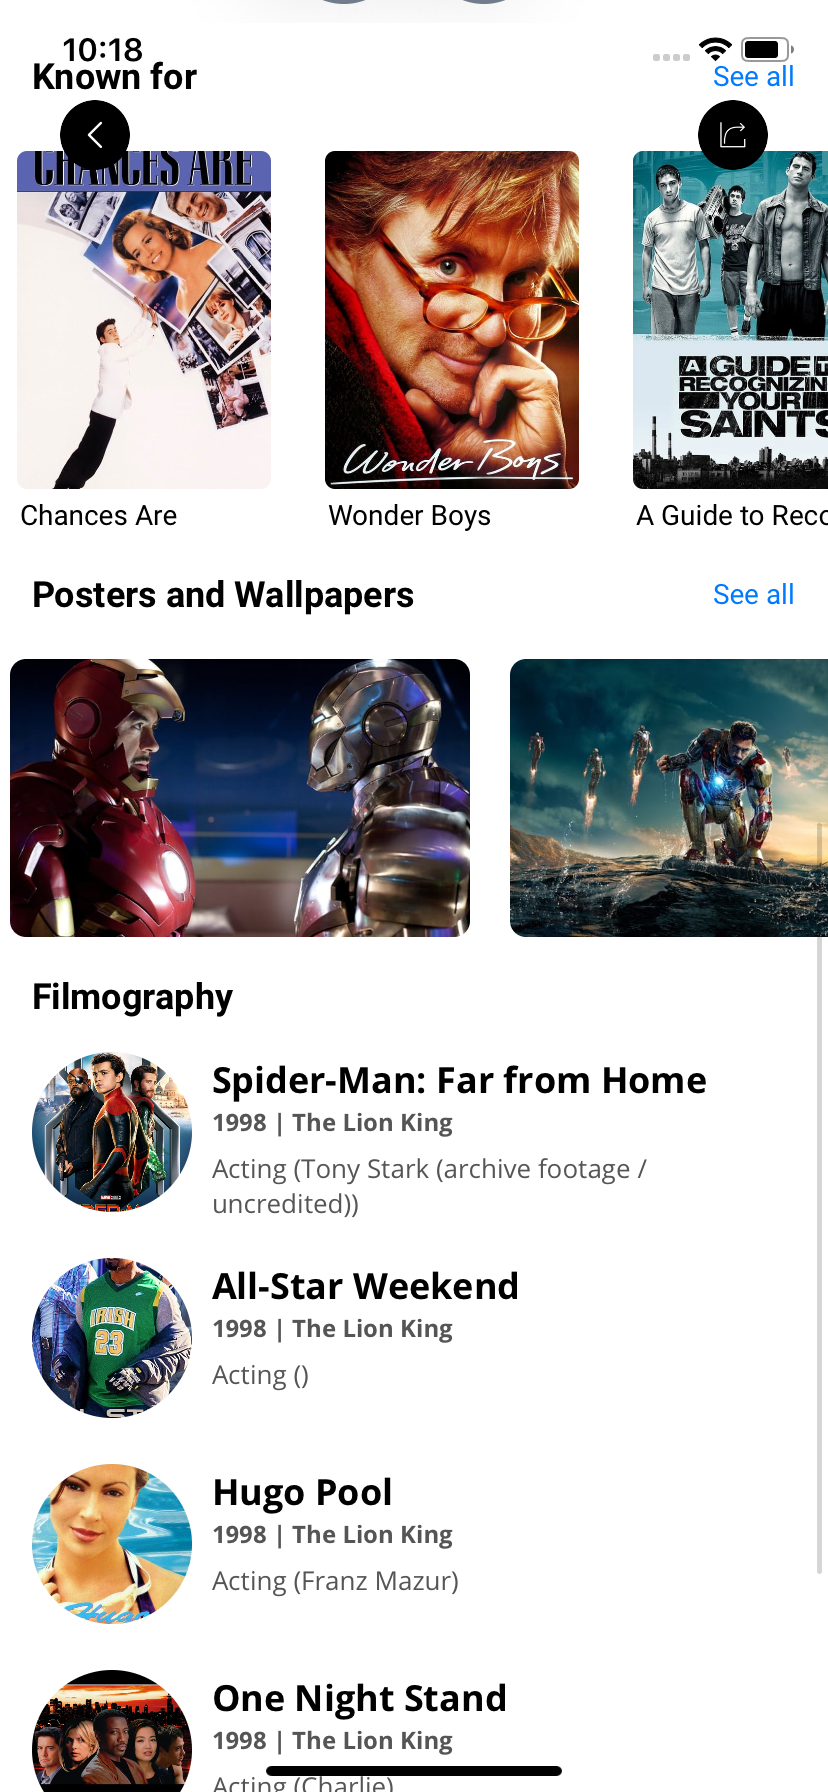 10:18
Known for
See all
CHANCES ARE
Wonder Boys
A GUIDE T
RECOGNIZIN
YOUR
SAINTS
Chances Are
Wonder Boys
A Guide to Reco
Posters and Wallpapers
See all
Filmography
Spider-Man: Far from Home
1998 | The Lion King
Acting (Tony Stark (archive footage /
uncredited))
All-Star Weekend
1998 | The Lion King
Acting ()
IRISH
23
Hugo Pool
1998 | The Lion King
Acting (Franz Mazur)
Hugo
One Night Stand
1998 | The Lion King
Acting (Charlie)